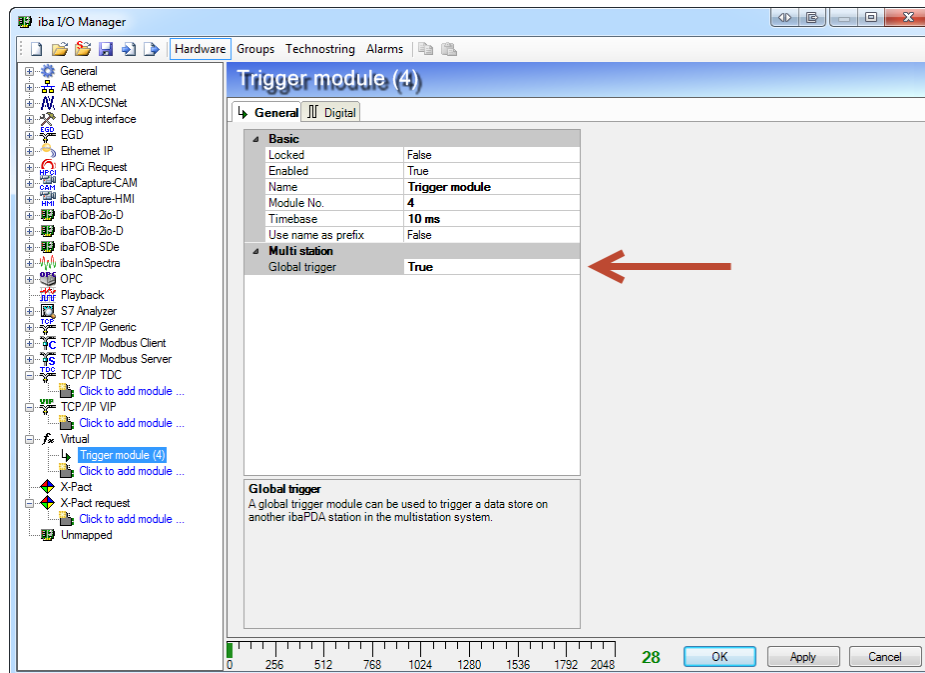 iba I/O Manager
Hardware Groups Technostring Alarms
General
AB ethernet
AN-X-DCSNet
Debug interface
EGD
Ethernet IP
HPCi Request
ibaCapture-CAM
ibaCapture-HMI
ibaFOB-2io-D
ibaFOB-2io-D
ibaFOB-SDe
ibaInSpectra
OPC
Playback
S7 Analyzer
TCP/IP Generic
TCP/IP Modbus Client
TCP/IP Modbus Server
TCP/IP TDC
Click to add module ...
TCP/IP VIP
Click to add module ...
Virtual
Trigger module (4)
Click to add module ...
X-Pact
X-Pact request
Click to add module ...
Unmapped
Trigger module (4)
General Digital
Basic
Locked False
Enabled True
Name Trigger module
Module No. 4
Timebase 10 ms
Use name as prefix False
Multi station
Global trigger True
Global trigger
A global trigger module can be used to trigger a data store on
another ibaPDA station in the multistation system.
0 256 512 768 1024 1280 1536 1792 2048
28 OK Apply Cancel